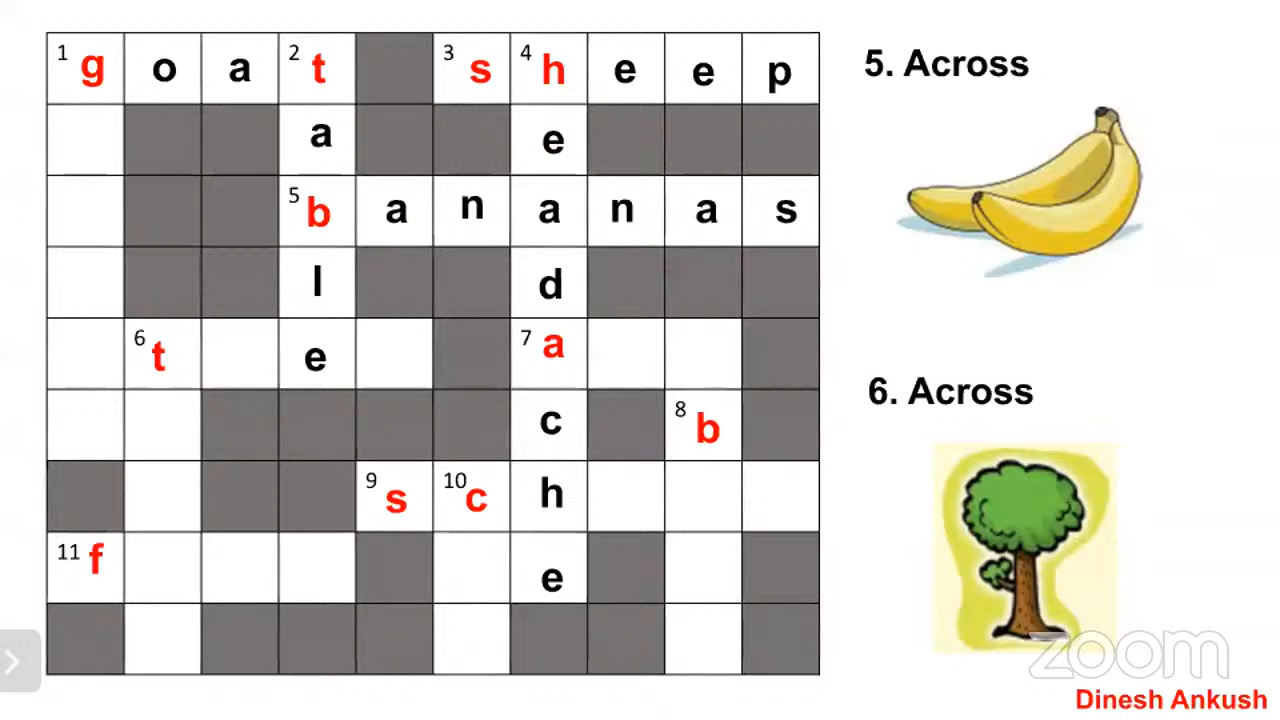 1 g o a 2 t 3 s 4 h e e p
a e
5 b a n a n a s
l d
6 t e 7 a
c 8 b
9 s 10 c h
11 f e
5. Across
6. Across
zoom
Dinesh Ankush